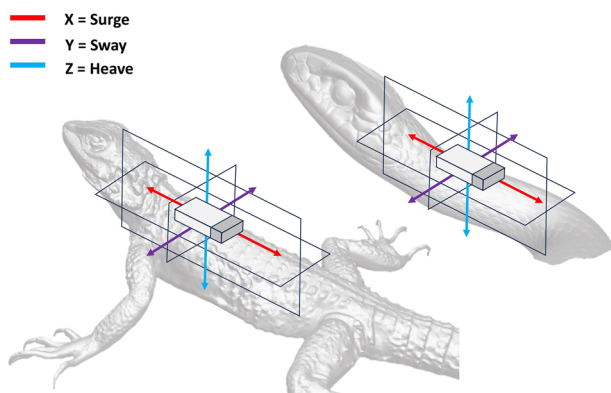 X = Surge
Y = Sway
Z = Heave